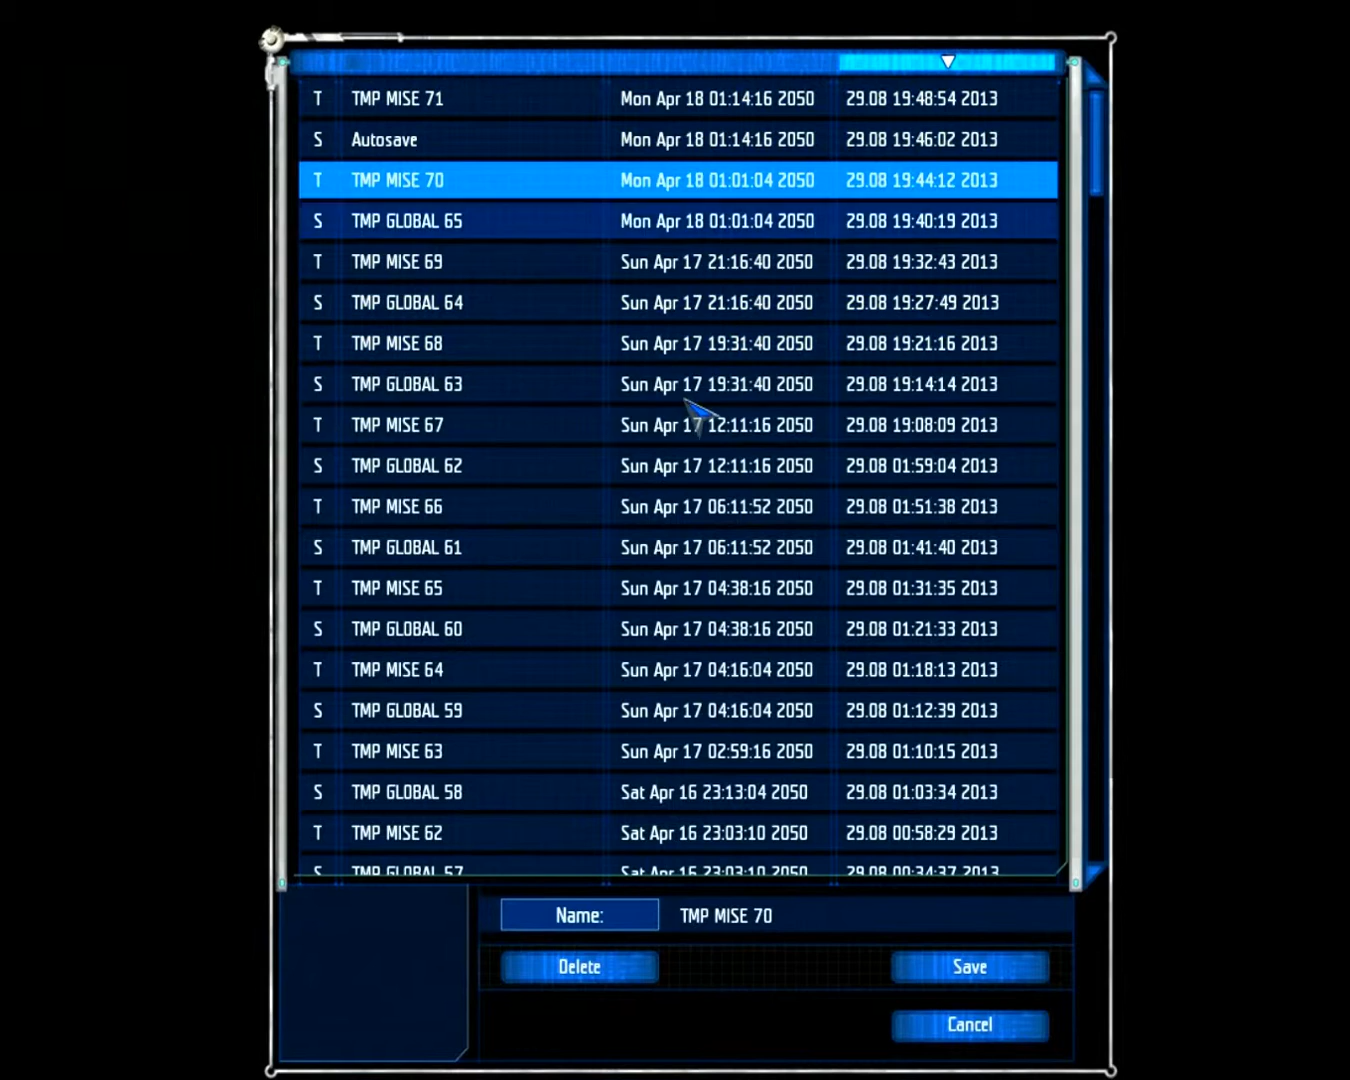 T TMP MISE 71 Mon Apr 18 01:14:16 2050 29.08 19:48:54 2013
S Autosave Mon Apr 18 01:14:16 2050 29.08 19:46:02 2013
T TMP MISE 70 Mon Apr 18 01:01:04 2050 29.08 19:44:12 2013
S TMP GLOBAL 65 Mon Apr 18 01:01:04 2050 29.08 19:40:19 2013
T TMP MISE 69 Sun Apr 17 21:16:40 2050 29.08 19:32:43 2013
S TMP GLOBAL 64 Sun Apr 17 21:16:40 2050 29.08 19:27:49 2013
T TMP MISE 68 Sun Apr 17 19:31:40 2050 29.08 19:21:16 2013
S TMP GLOBAL 63 Sun Apr 17 19:31:40 2050 29.08 19:14:14 2013
T TMP MISE 67 Sun Apr 17 12:11:16 2050 29.08 19:08:09 2013
S TMP GLOBAL 62 Sun Apr 17 12:11:16 2050 29.08 01:59:04 2013
T TMP MISE 66 Sun Apr 17 06:11:52 2050 29.08 01:51:38 2013
S TMP GLOBAL 61 Sun Apr 17 06:11:52 2050 29.08 01:41:40 2013
T TMP MISE 65 Sun Apr 17 04:38:16 2050 29.08 01:31:35 2013
S TMP GLOBAL 60 Sun Apr 17 04:38:16 2050 29.08 01:21:33 2013
T TMP MISE 64 Sun Apr 17 04:16:04 2050 29.08 01:18:13 2013
S TMP GLOBAL 59 Sun Apr 17 04:16:04 2050 29.08 01:12:39 2013
T TMP MISE 63 Sun Apr 17 02:59:16 2050 29.08 01:10:15 2013
S TMP GLOBAL 58 Sat Apr 16 23:13:04 2050 29.08 01:03:34 2013
T TMP MISE 62 Sat Apr 16 23:03:10 2050 29.08 00:58:29 2013
S TMP GLOBAL 57 Sat Apr 16 23:03:10 2050 29.08 00:34:37 2013
Name: TMP MISE 70
Delete Save
Cancel